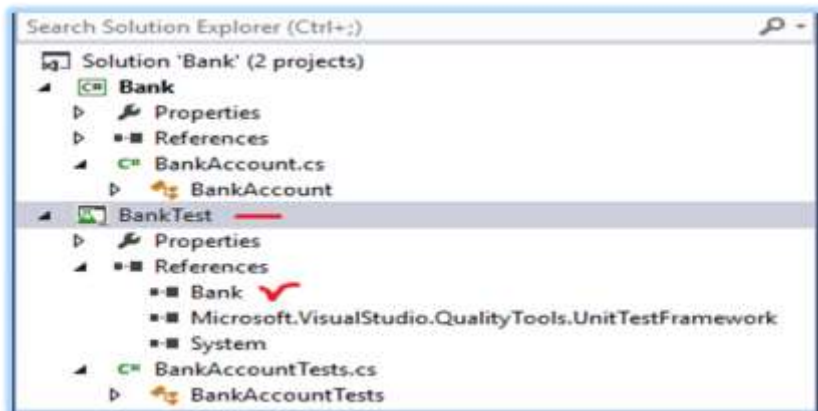 Search Solution Explorer (Ctrl+;)
Solution 'Bank' (2 projects)
C# Bank
Properties
References
C# BankAccount.cs
BankAccount
BankTest
Properties
References
Bank
Microsoft.VisualStudio.QualityTools.UnitTestFramework
System
C# BankAccountTests.cs
BankAccountTests